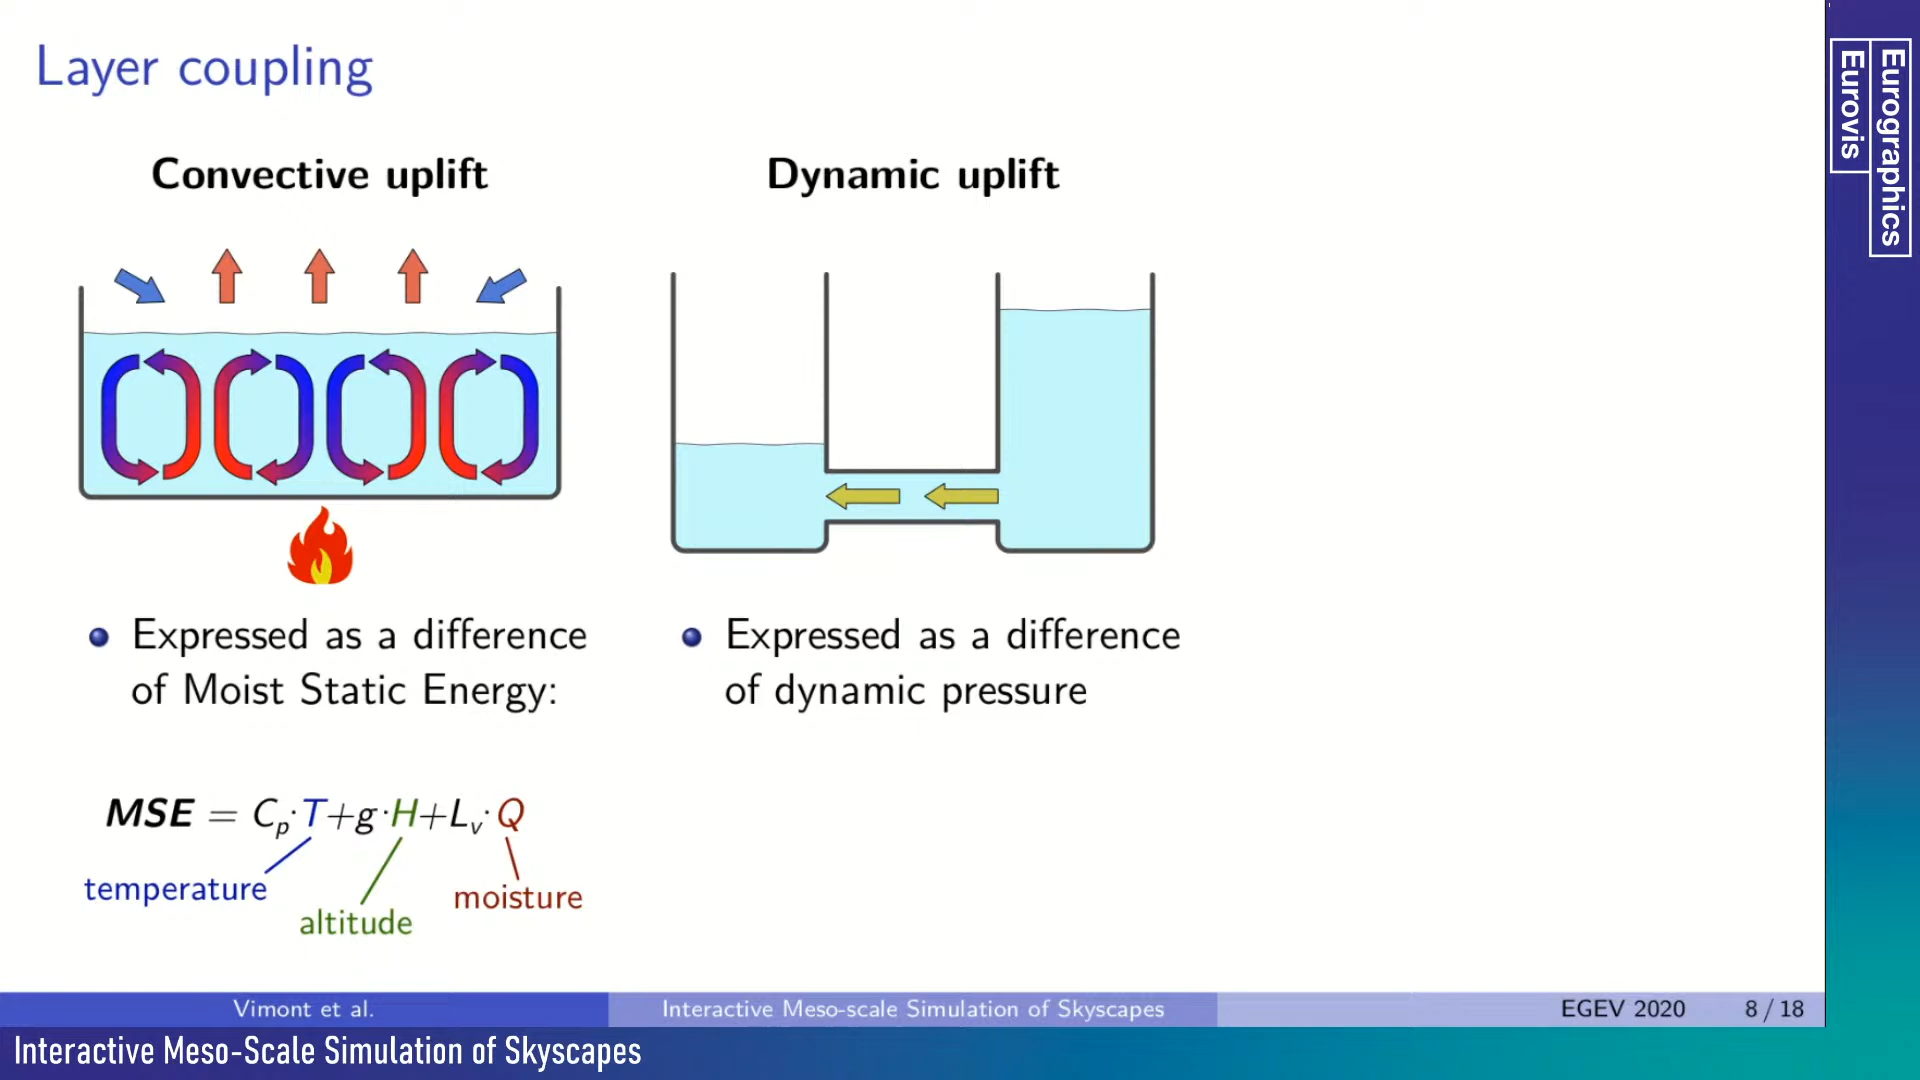 Layer coupling
Convective uplift
Dynamic uplift
Expressed as a difference
of Moist Static Energy:
Expressed as a difference
of dynamic pressure
MSE = Cp·T+g·H+Lv·Q
temperature
altitude
moisture
Vimont et al.
Interactive Meso-scale Simulation of Skyscapes
EGEV 2020
8 / 18
Interactive Meso-Scale Simulation of Skyscapes
Eurographics
Eurovis